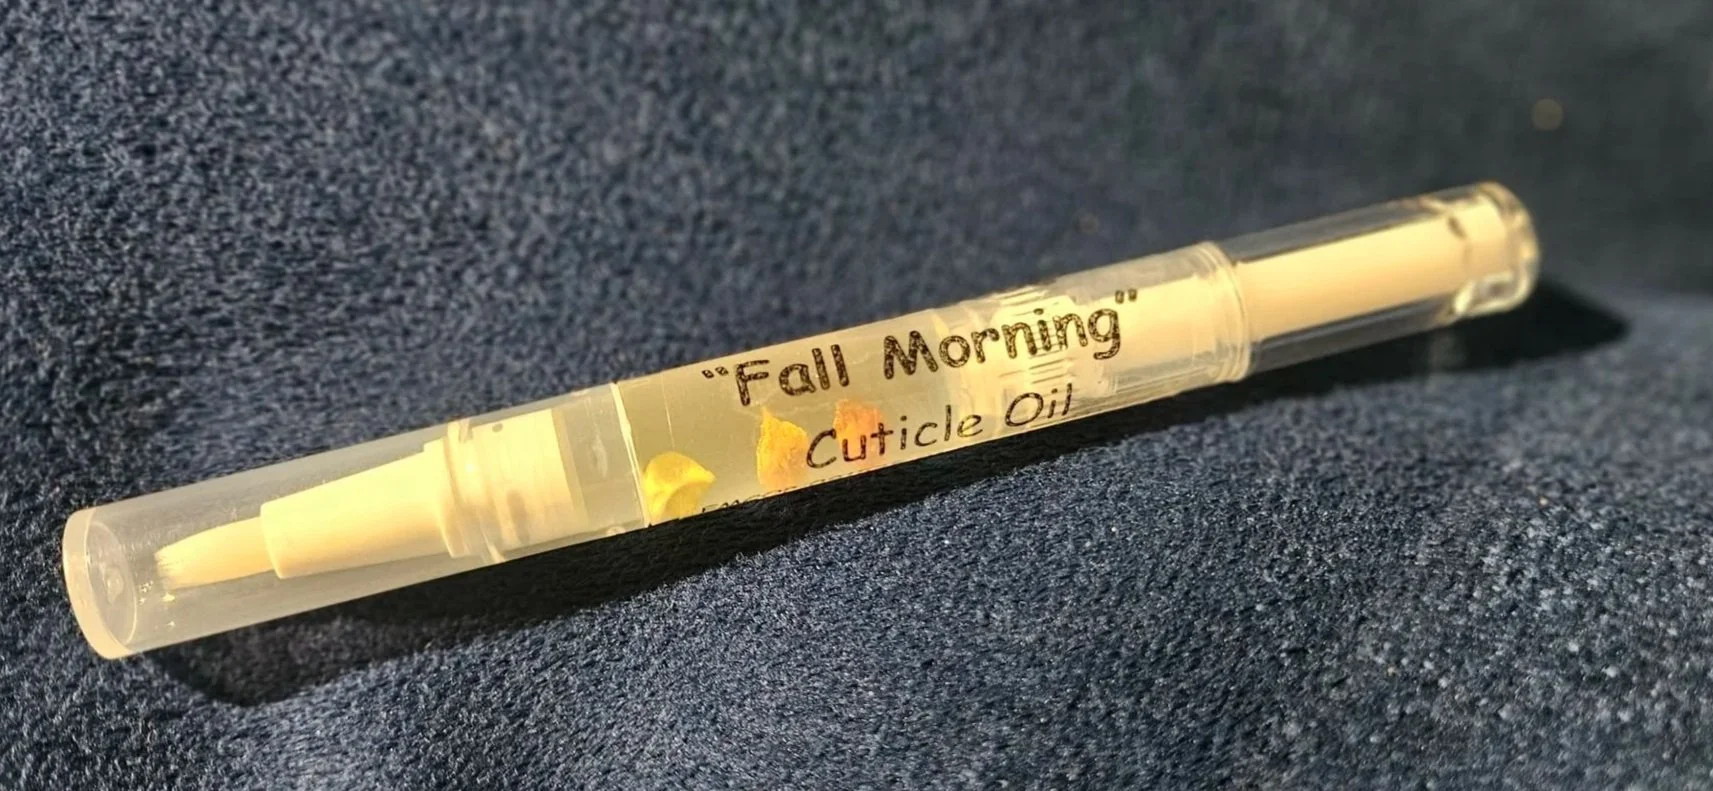 “Fall Morning”
Cuticle Oil